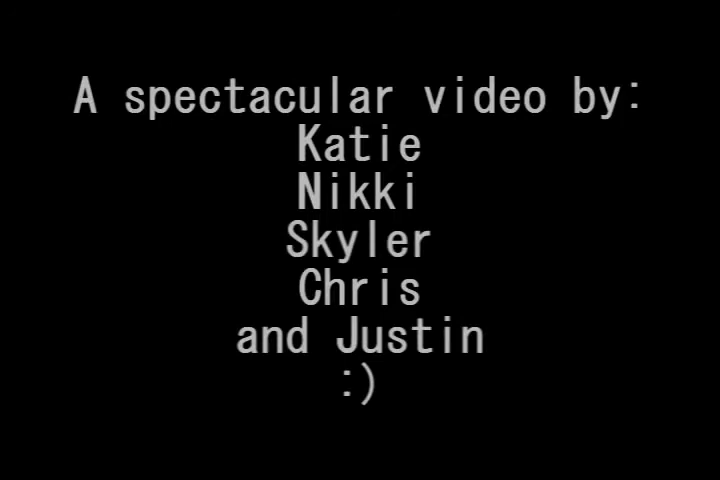 A spectacular video by:
Katie
Nikki
Skyler
Chris
and Justin
:)